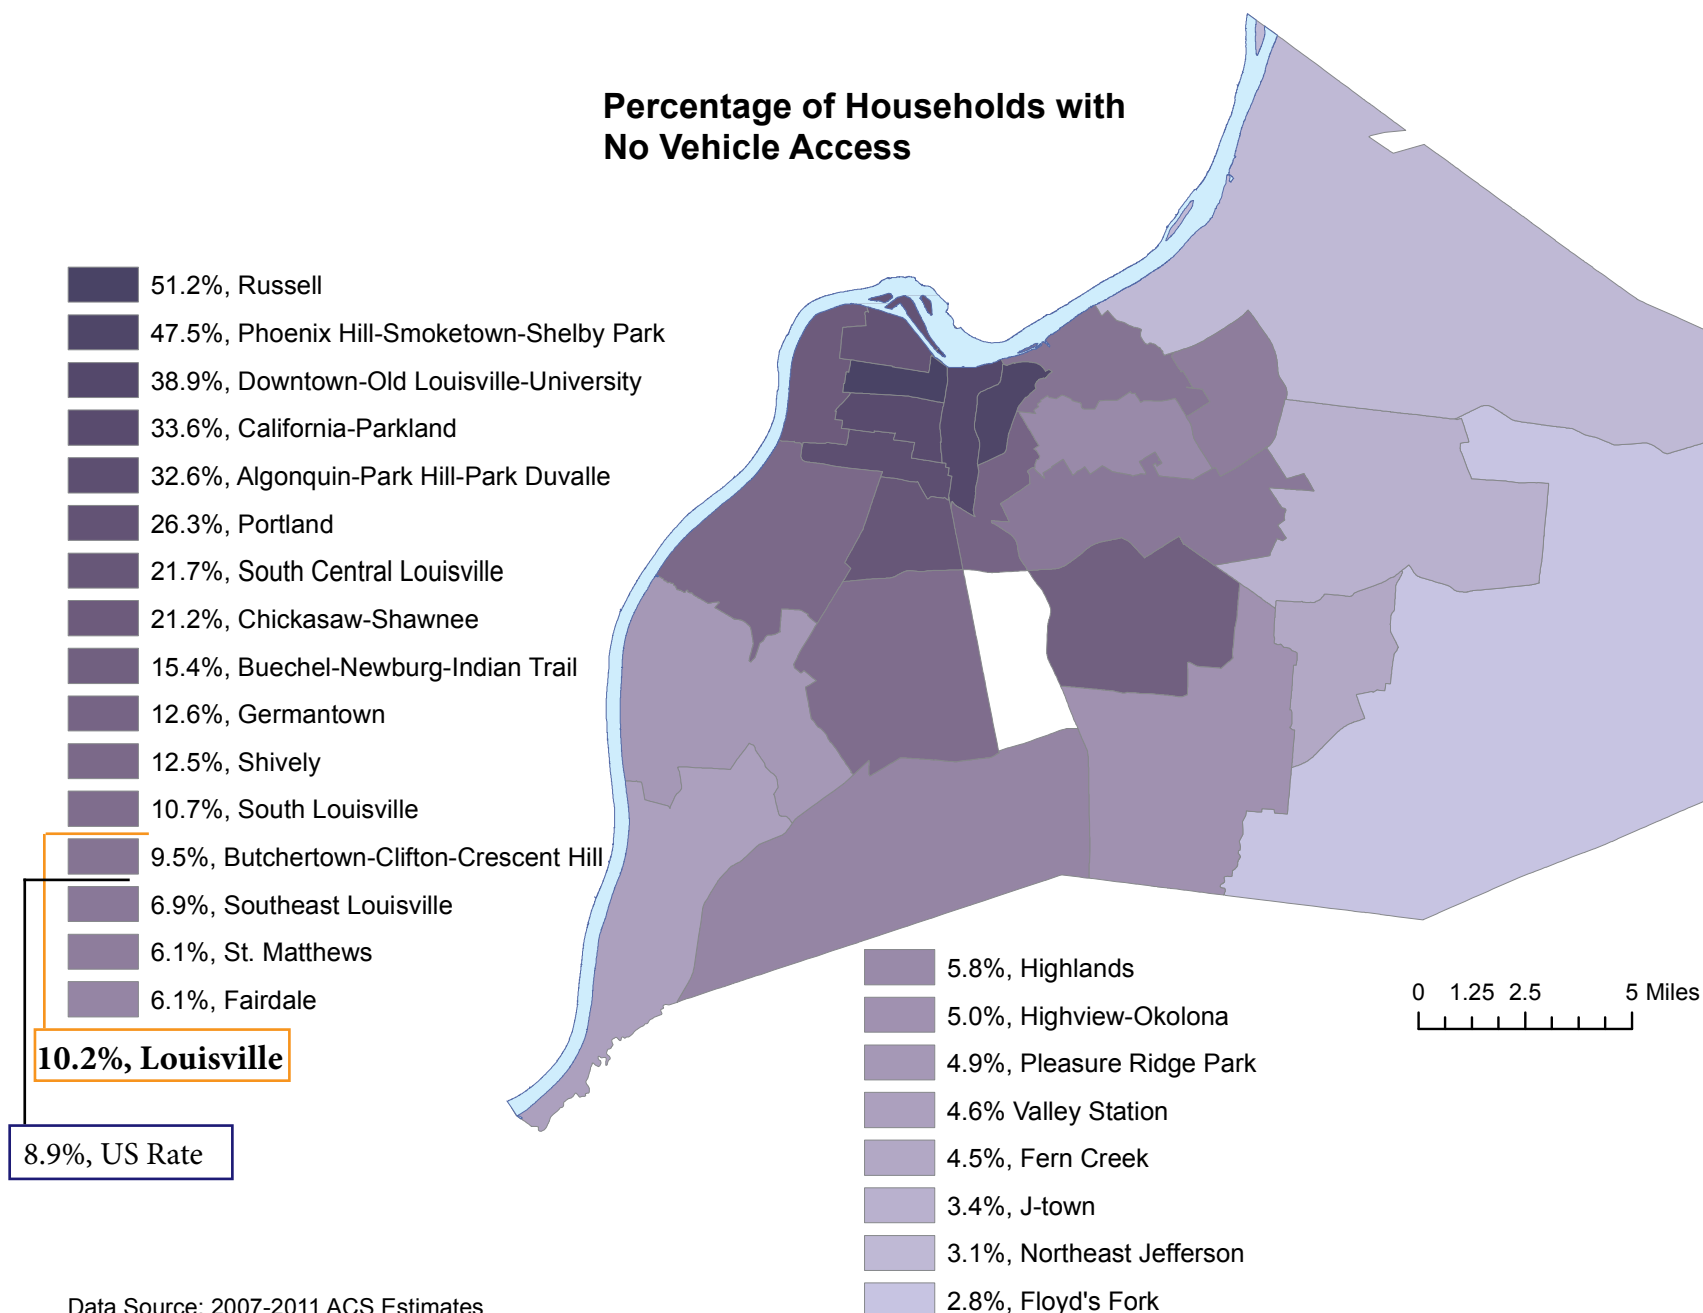 Percentage of Households with
No Vehicle Access
51.2%, Russell
47.5%, Phoenix Hill-Smoketown-Shelby Park
38.9%, Downtown-Old Louisville-University
33.6%, California-Parkland
32.6%, Algonquin-Park Hill-Park Duvalle
26.3%, Portland
21.7%, South Central Louisville
21.2%, Chickasaw-Shawnee
15.4%, Buechel-Newburg-Indian Trail
12.6%, Germantown
12.5%, Shively
10.7%, South Louisville
9.5%, Butchertown-Clifton-Crescent Hill
6.9%, Southeast Louisville
6.1%, St. Matthews
6.1%, Fairdale
10.2%, Louisville
8.9%, US Rate
5.8%, Highlands
5.0%, Highview-Okolona
4.9%, Pleasure Ridge Park
4.6% Valley Station
4.5%, Fern Creek
3.4%, J-town
3.1%, Northeast Jefferson
2.8%, Floyd's Fork
0 1.25 2.5 5 Miles
Data Source: 2007-2011 ACS Estimates